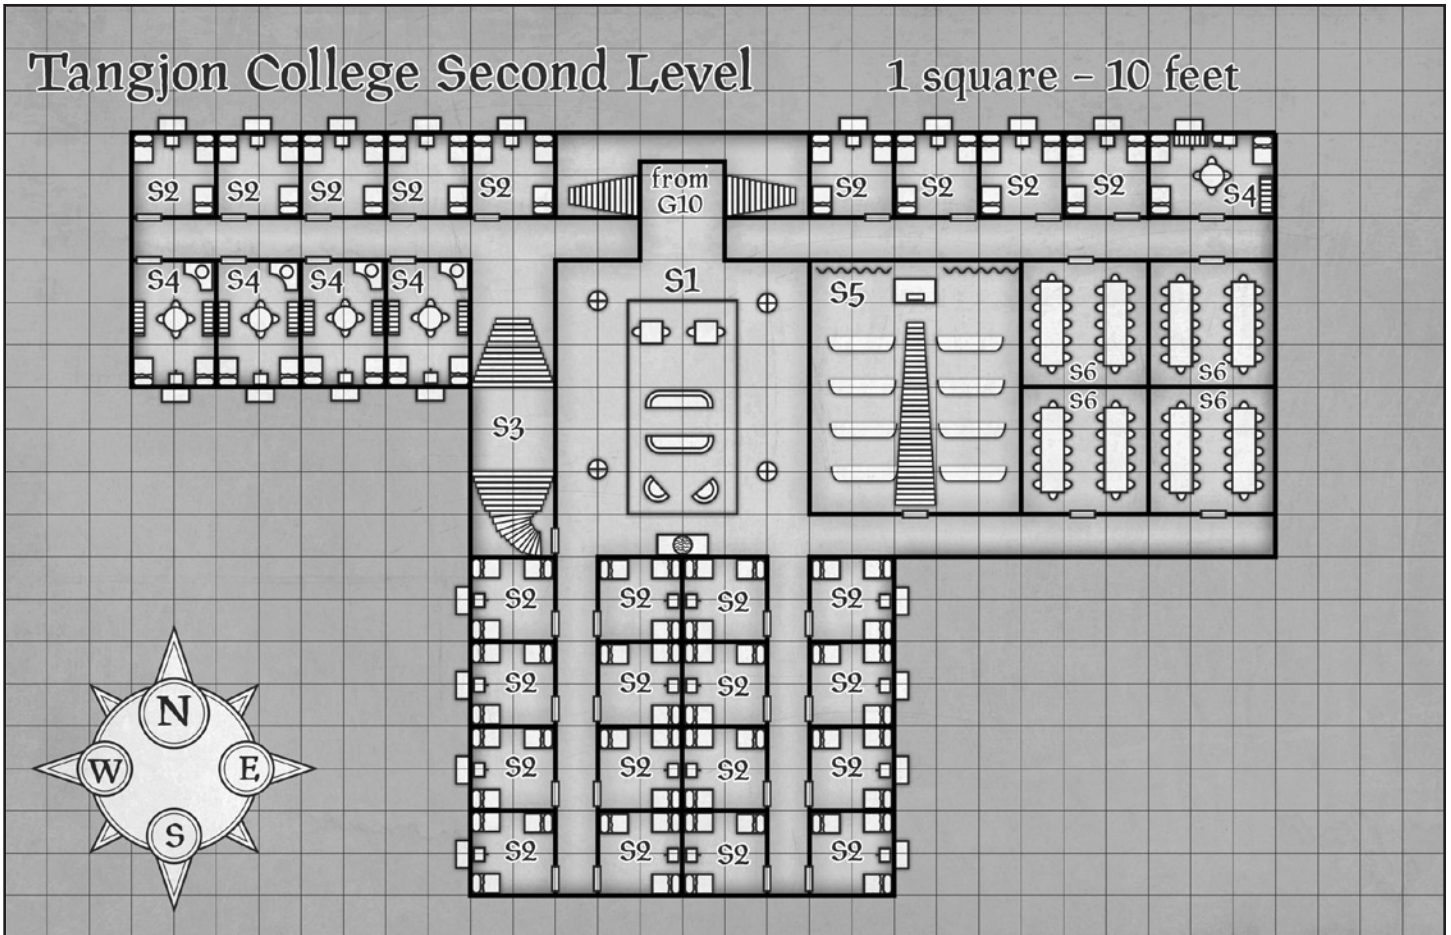 Tangjon College Second Level
1 square – 10 feet
S2 S2 S2 S2 S2
from
G10
S2 S2 S2 S2 S4
S4 S4 S4 S4
S1
S5
S6 S6
S6 S6
S3
S2 S2 S2 S2
S2 S2 S2 S2
S2 S2 S2 S2
S2 S2 S2 S2
N
W E
S